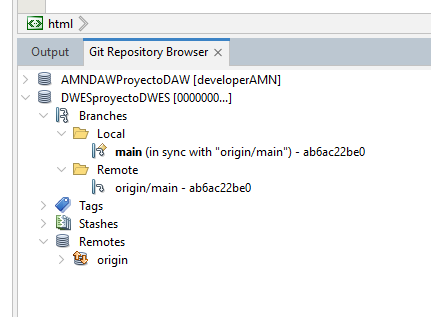 html
Output
Git Repository Browser
AMNDAWProyectoDAW [developerAMN]
DWESproyectoDWES [0000000...]
Branches
Local
main (in sync with "origin/main") - ab6ac22be0
Remote
origin/main - ab6ac22be0
Tags
Stashes
Remotes
origin